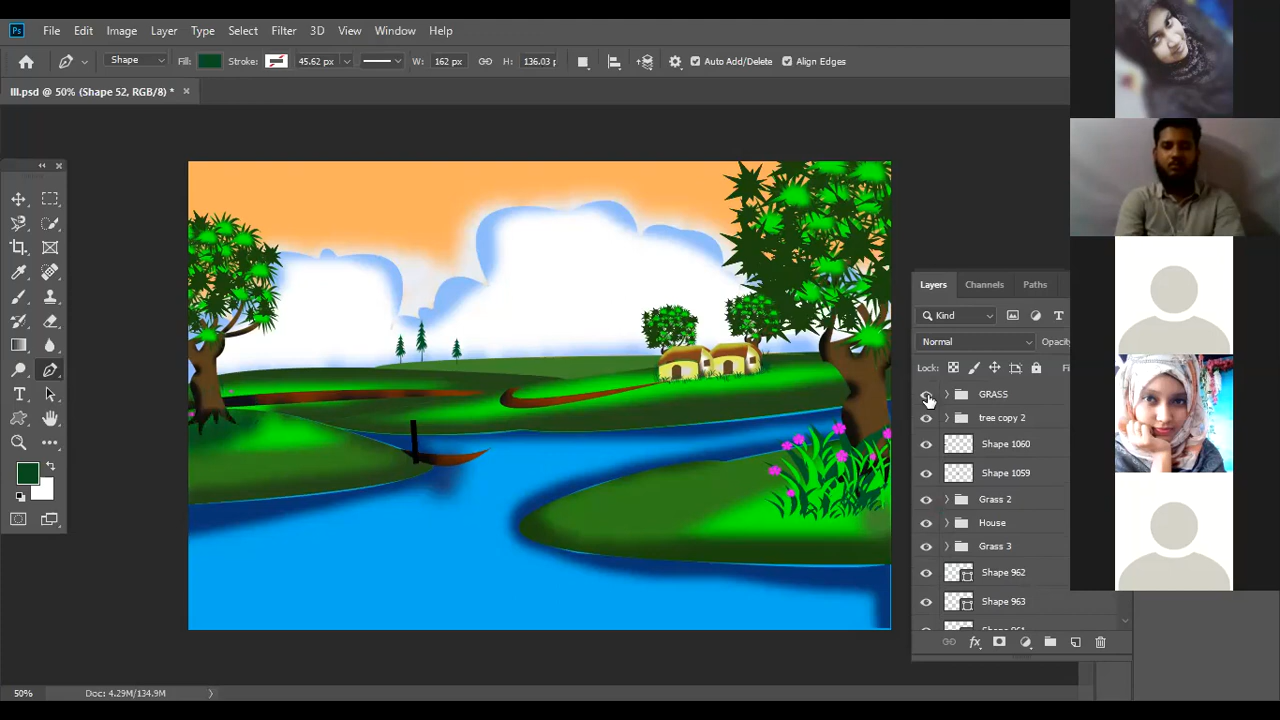 Ps File Edit Image Layer Type Select Filter 3D View Window Help
Shape Fill: Stroke: 45.62 px W: 162 px H: 136.03 p Auto Add/Delete Align Edges
III.psd @ 50% (Shape 52, RGB/8) *
Layers Channels Paths
Kind
Normal Opacity
Lock:
GRASS
tree copy 2
Shape 1060
Shape 1059
Grass 2
House
Grass 3
Shape 962
Shape 963
fx
50% Doc: 4.29M/134.9M